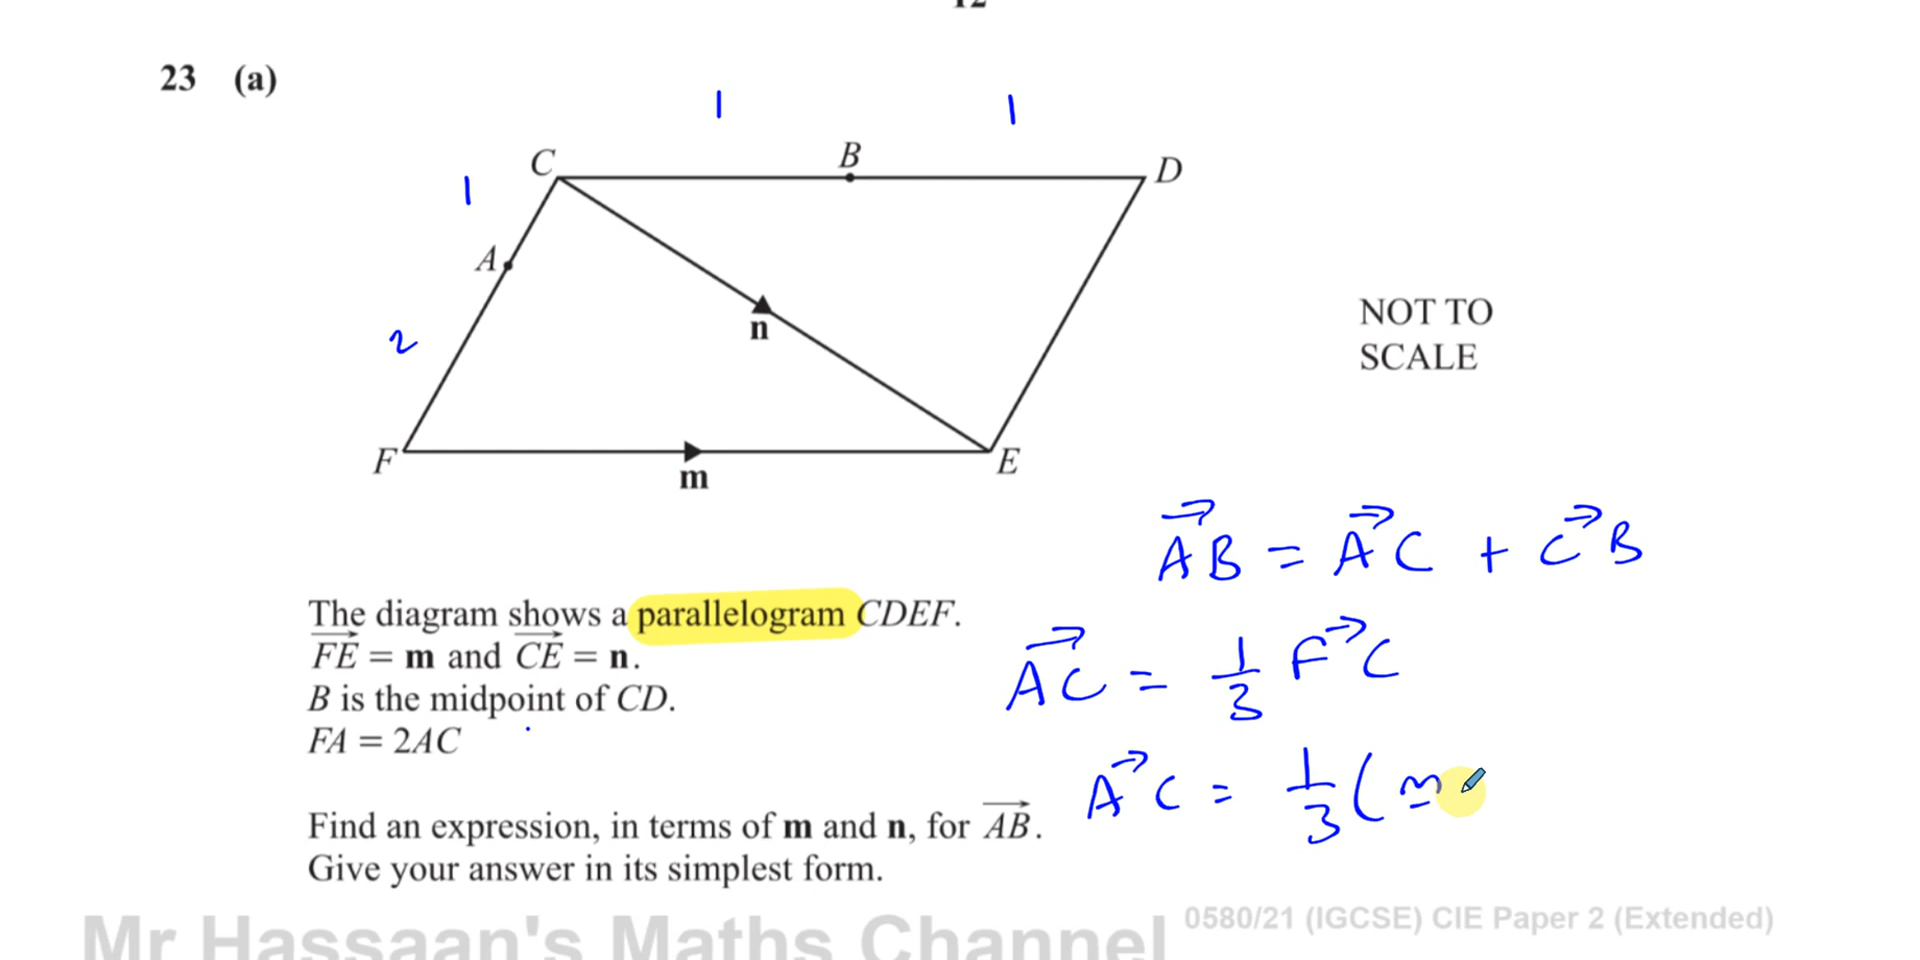 12
23 (a)
1 1
C B D
1
A
n
NOT TO
SCALE
2
F E
m
AB = AC + CB
The diagram shows a parallelogram CDEF.
FE = m and CE = n.
AC = 1/3 FC
B is the midpoint of CD.
FA = 2AC
AC = 1/3 ( m
Find an expression, in terms of m and n, for AB.
Give your answer in its simplest form.
Mr Hassaan's Maths Channel
0580/21 (IGCSE) CIE Paper 2 (Extended)